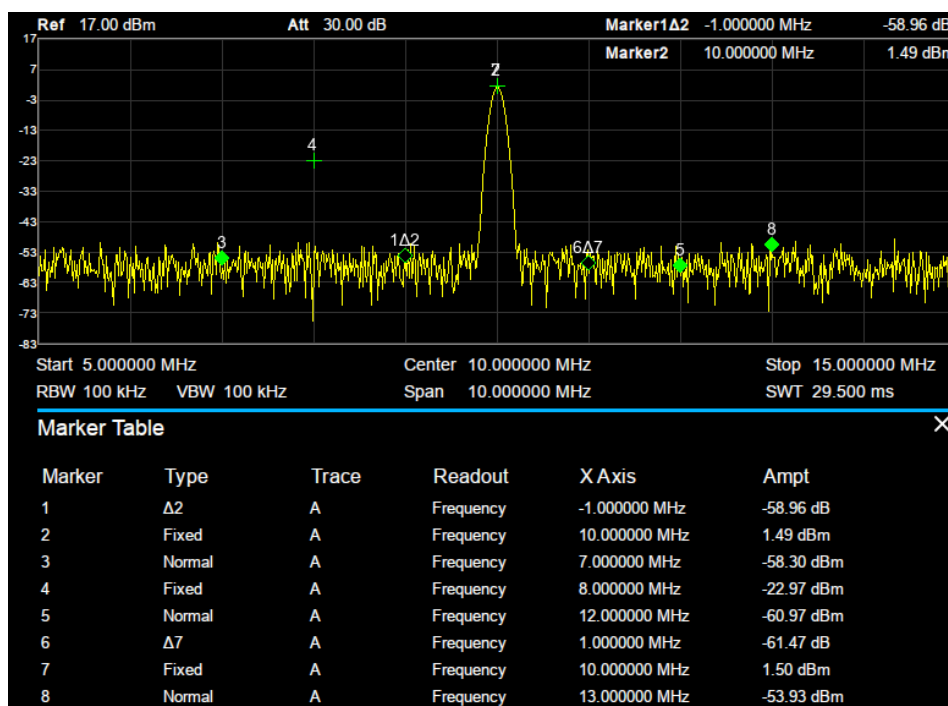 Ref 17.00 dBm Att 30.00 dB Marker1Δ2 -1.000000 MHz -58.96 dB
Marker2 10.000000 MHz 1.49 dBm
17
7
-3
-13
-23
-33
-43
-53
-63
-73
-83
4
3
1Δ2
6Δ7
5
8
Start 5.000000 MHz Center 10.000000 MHz Stop 15.000000 MHz
RBW 100 kHz VBW 100 kHz Span 10.000000 MHz SWT 29.500 ms
Marker Table
Marker Type Trace Readout X Axis Ampt
1 Δ2 A Frequency -1.000000 MHz -58.96 dB
2 Fixed A Frequency 10.000000 MHz 1.49 dBm
3 Normal A Frequency 7.000000 MHz -58.30 dBm
4 Fixed A Frequency 8.000000 MHz -22.97 dBm
5 Normal A Frequency 12.000000 MHz -60.97 dBm
6 Δ7 A Frequency 1.000000 MHz -61.47 dB
7 Fixed A Frequency 10.000000 MHz 1.50 dBm
8 Normal A Frequency 13.000000 MHz -53.93 dBm